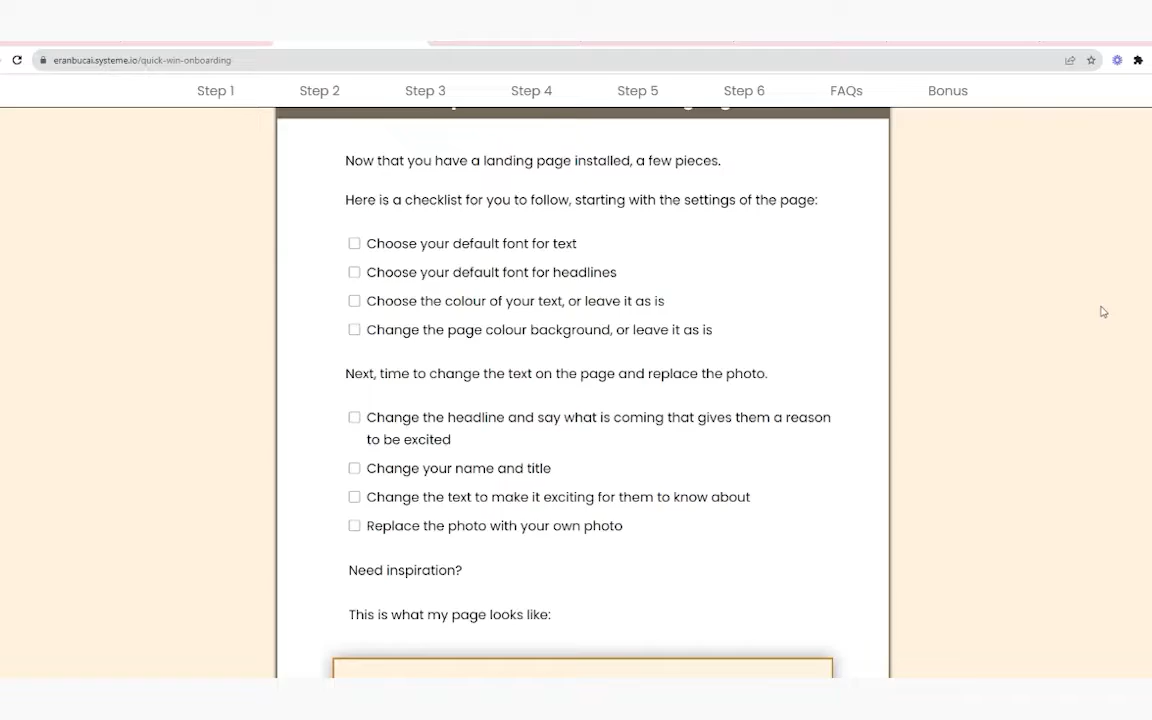 eranbucai.systeme.io/quick-win-onboarding
Step 1 Step 2 Step 3 Step 4 Step 5 Step 6 FAQs Bonus
Now that you have a landing page installed, a few pieces.
Here is a checklist for you to follow, starting with the settings of the page:
Choose your default font for text
Choose your default font for headlines
Choose the colour of your text, or leave it as is
Change the page colour background, or leave it as is
Next, time to change the text on the page and replace the photo.
Change the headline and say what is coming that gives them a reason
to be excited
Change your name and title
Change the text to make it exciting for them to know about
Replace the photo with your own photo
Need inspiration?
This is what my page looks like: